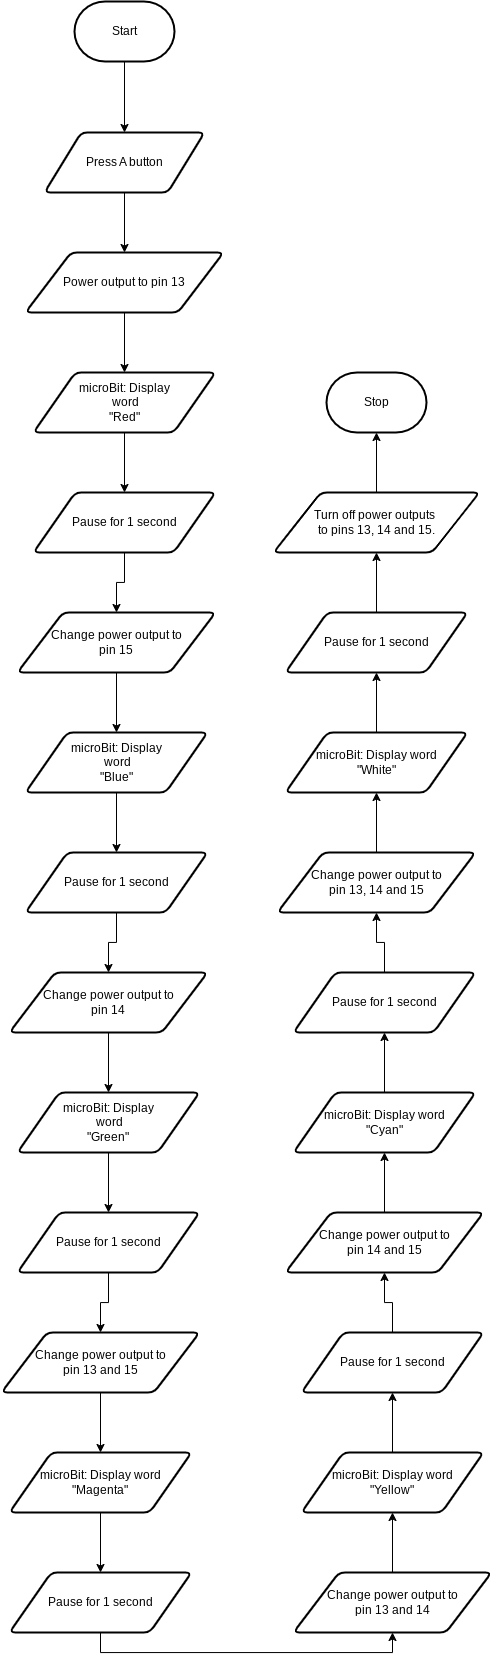 Start
Press A button
Power output to pin 13
microBit: Display
word
"Red"
Pause for 1 second
Change power output to
pin 15
microBit: Display
word
"Blue"
Pause for 1 second
Change power output to
pin 14
microBit: Display
word
"Green"
Pause for 1 second
Change power output to
pin 13 and 15
microBit: Display word
"Magenta"
Pause for 1 second
Change power output to
pin 13 and 14
microBit: Display word
"Yellow"
Pause for 1 second
Change power output to
pin 14 and 15
microBit: Display word
"Cyan"
Pause for 1 second
Change power output to
pin 13, 14 and 15
microBit: Display word
"White"
Pause for 1 second
Turn off power outputs
to pins 13, 14 and 15.
Stop